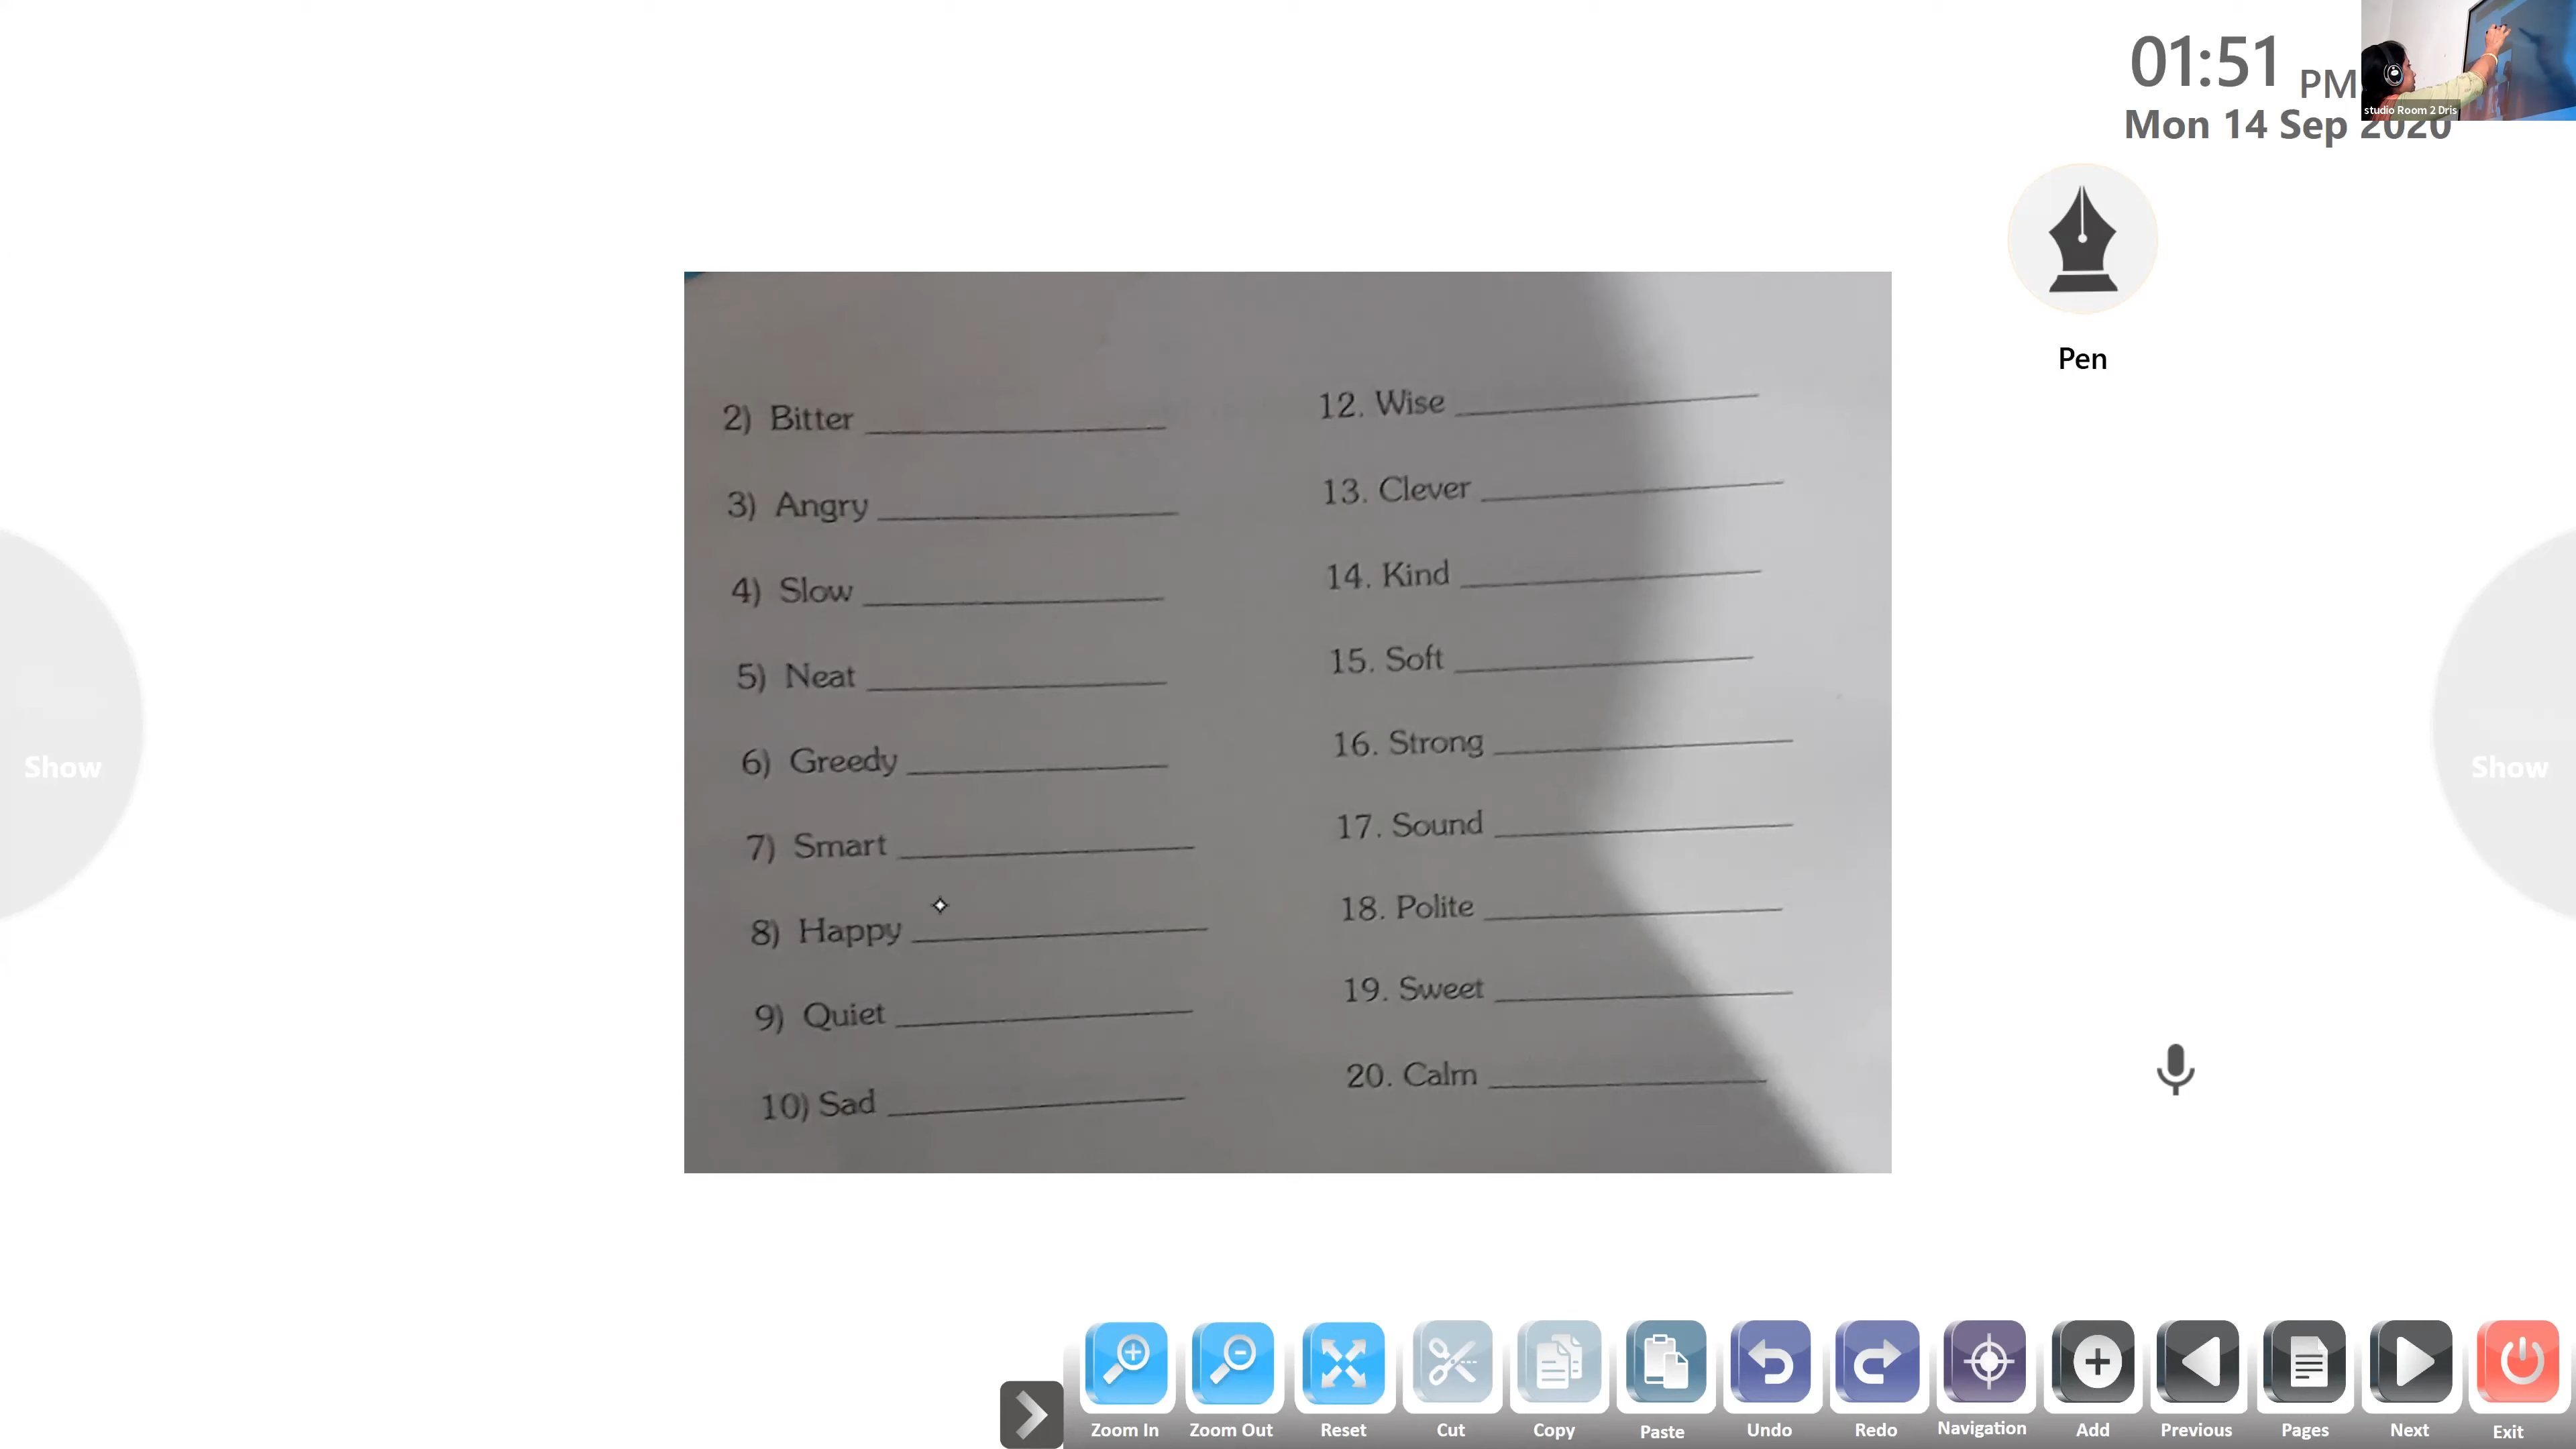 01:51 PM
studio Room 2 Dris
Mon 14 Sep 2020
Pen
2) Bitter
3) Angry
4) Slow
5) Neat
6) Greedy
7) Smart
8) Happy
9) Quiet
10) Sad
12. Wise
13. Clever
14. Kind
15. Soft
16. Strong
17. Sound
18. Polite
19. Sweet
20. Calm
Show
Show
Zoom In Zoom Out Reset Cut Copy Paste Undo Redo Navigation Add Previous Pages Next Exit